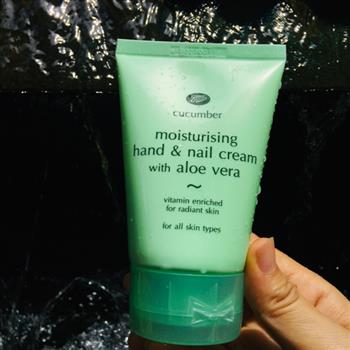 Boots
cucumber
moisturising
hand & nail cream
with aloe vera
~
vitamin enriched
for radiant skin
for all skin types